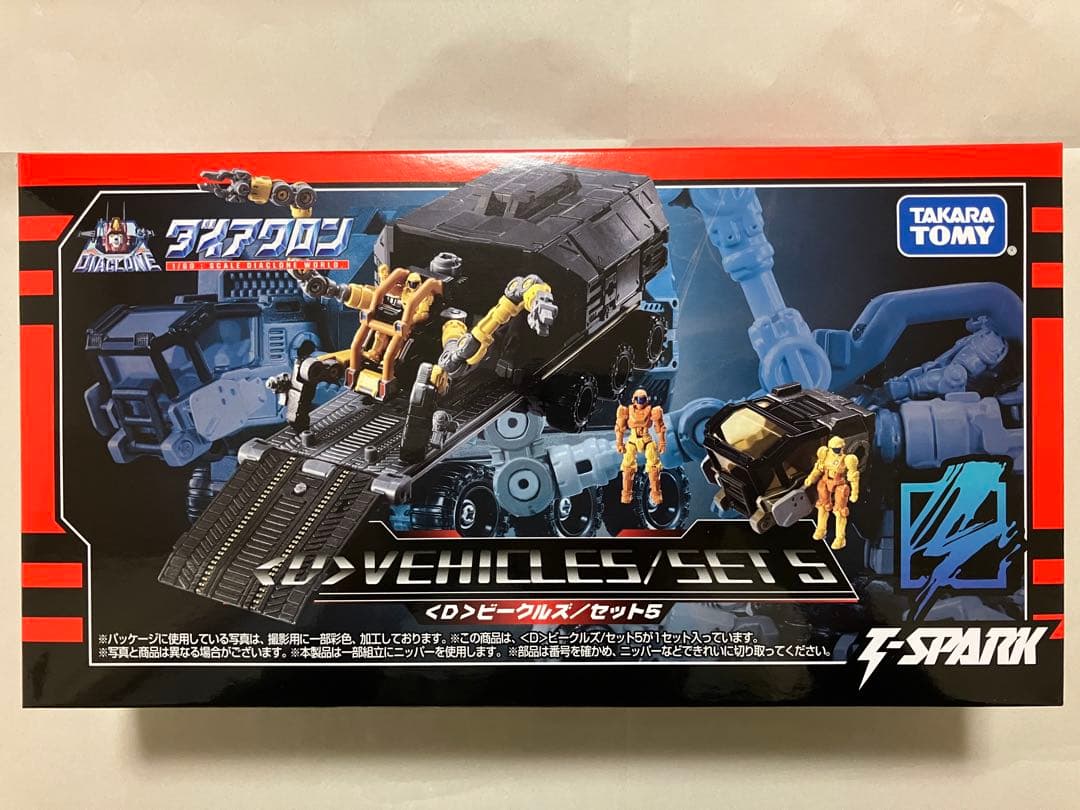 ダイアクロン
DIACLONE
1/60 : SCALE DIACLONE WORLD.
TAKARA
TOMY
®
<D>VEHICLES/SET 5
<D>ビークルズ/セット5
※パッケージに使用している写真は、撮影用に一部彩色、加工しております。※この商品は、<D>ビークルズ/セット5が1セット入っています。
※写真と商品は異なる場合がございます。※本製品は一部組立にニッパーを使用します。※部品は番号を確かめ、ニッパーなどできれいに切り取ってください。
T-SPARK